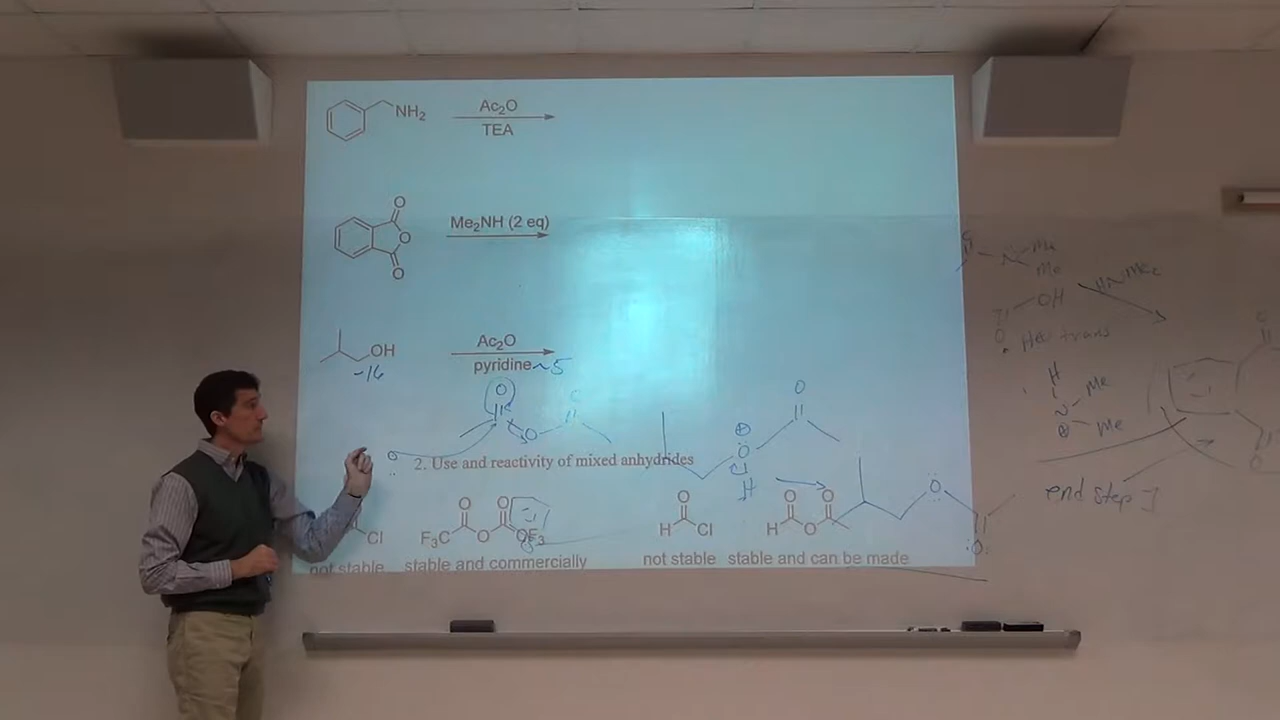 NH₂
Ac₂O
TEA
O
O
O
Me₂NH (2 eq)
OH
~16
Ac₂O
pyridine ~5
O
O
O
O
⊕
O
H
2. Use and reactivity of mixed anhydrides
Cl
F₃C
O
O
O
CF₃
H
O
Cl
H
O
O
O
O
O
not stable
stable and commercially
not stable
stable and can be made
N
Me
Me
OH
HNMe₂
O
H
N
⊕
Me
Me
end step